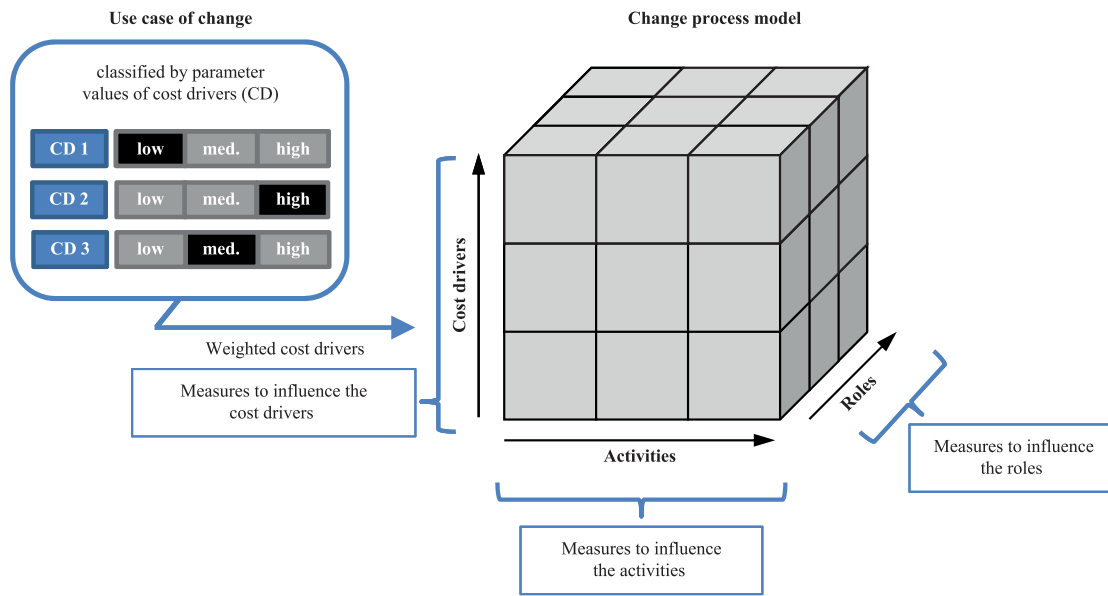 Use case of change
classified by parameter
values of cost drivers (CD)
CD 1 low med. high
CD 2 low med. high
CD 3 low med. high
Weighted cost drivers
Measures to influence the
cost drivers
Change process model
Cost drivers
Activities
Roles
Measures to influence
the activities
Measures to influence
the roles